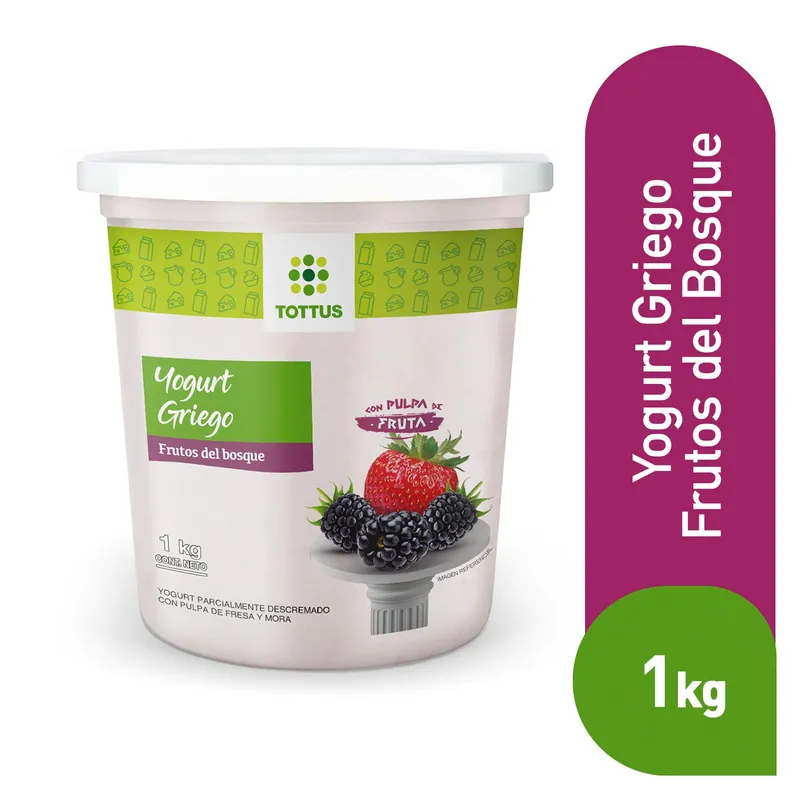 TOTTUS
Yogurt
Griego
Frutos del bosque
CON PULPA DE
· FRUTA ·
1 kg
CONT. NETO
IMAGEN REFERENCIAL
YOGURT PARCIALMENTE DESCREMADO
CON PULPA DE FRESA Y MORA
Yogurt Griego
Frutos del Bosque
1kg